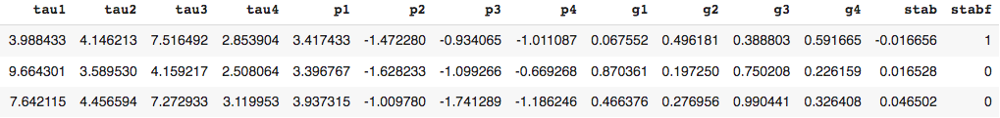 tau1 tau2 tau3 tau4 p1 p2 p3 p4 g1 g2 g3 g4 stab stabf
3.988433 4.146213 7.516492 2.853904 3.417433 -1.472280 -0.934065 -1.011087 0.067552 0.496181 0.388803 0.591665 -0.016656 1
9.664301 3.589530 4.159217 2.508064 3.396767 -1.628233 -1.099266 -0.669268 0.870361 0.197250 0.750208 0.226159 0.016528 0
7.642115 4.456594 7.272933 3.119953 3.937315 -1.009780 -1.741289 -1.186246 0.466376 0.276956 0.990441 0.326408 0.046502 0